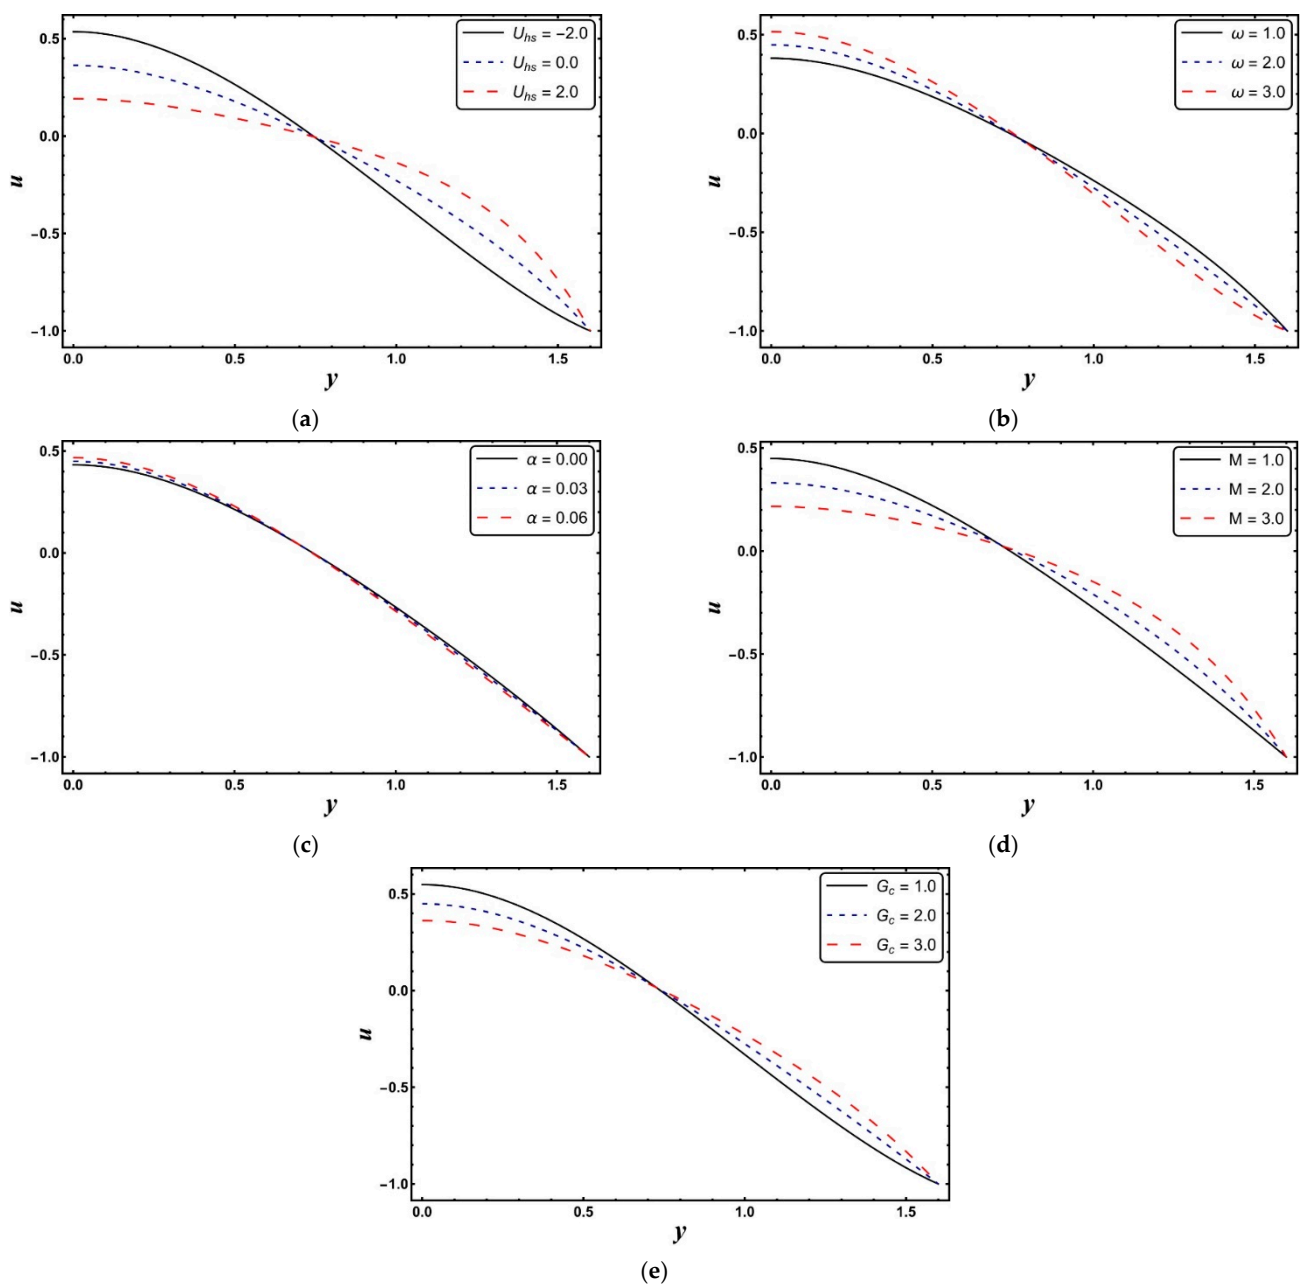 U_hs = −2.0
U_hs = 0.0
U_hs = 2.0
0.5
0.0
−0.5
−1.0
u
0.0 0.5 1.0 1.5
y
(a)
ω = 1.0
ω = 2.0
ω = 3.0
0.5
0.0
−0.5
−1.0
u
0.0 0.5 1.0 1.5
y
(b)
α = 0.00
α = 0.03
α = 0.06
0.5
0.0
−0.5
−1.0
u
0.0 0.5 1.0 1.5
y
(c)
M = 1.0
M = 2.0
M = 3.0
0.5
0.0
−0.5
−1.0
u
0.0 0.5 1.0 1.5
y
(d)
G_c = 1.0
G_c = 2.0
G_c = 3.0
0.5
0.0
−0.5
−1.0
u
0.0 0.5 1.0 1.5
y
(e)